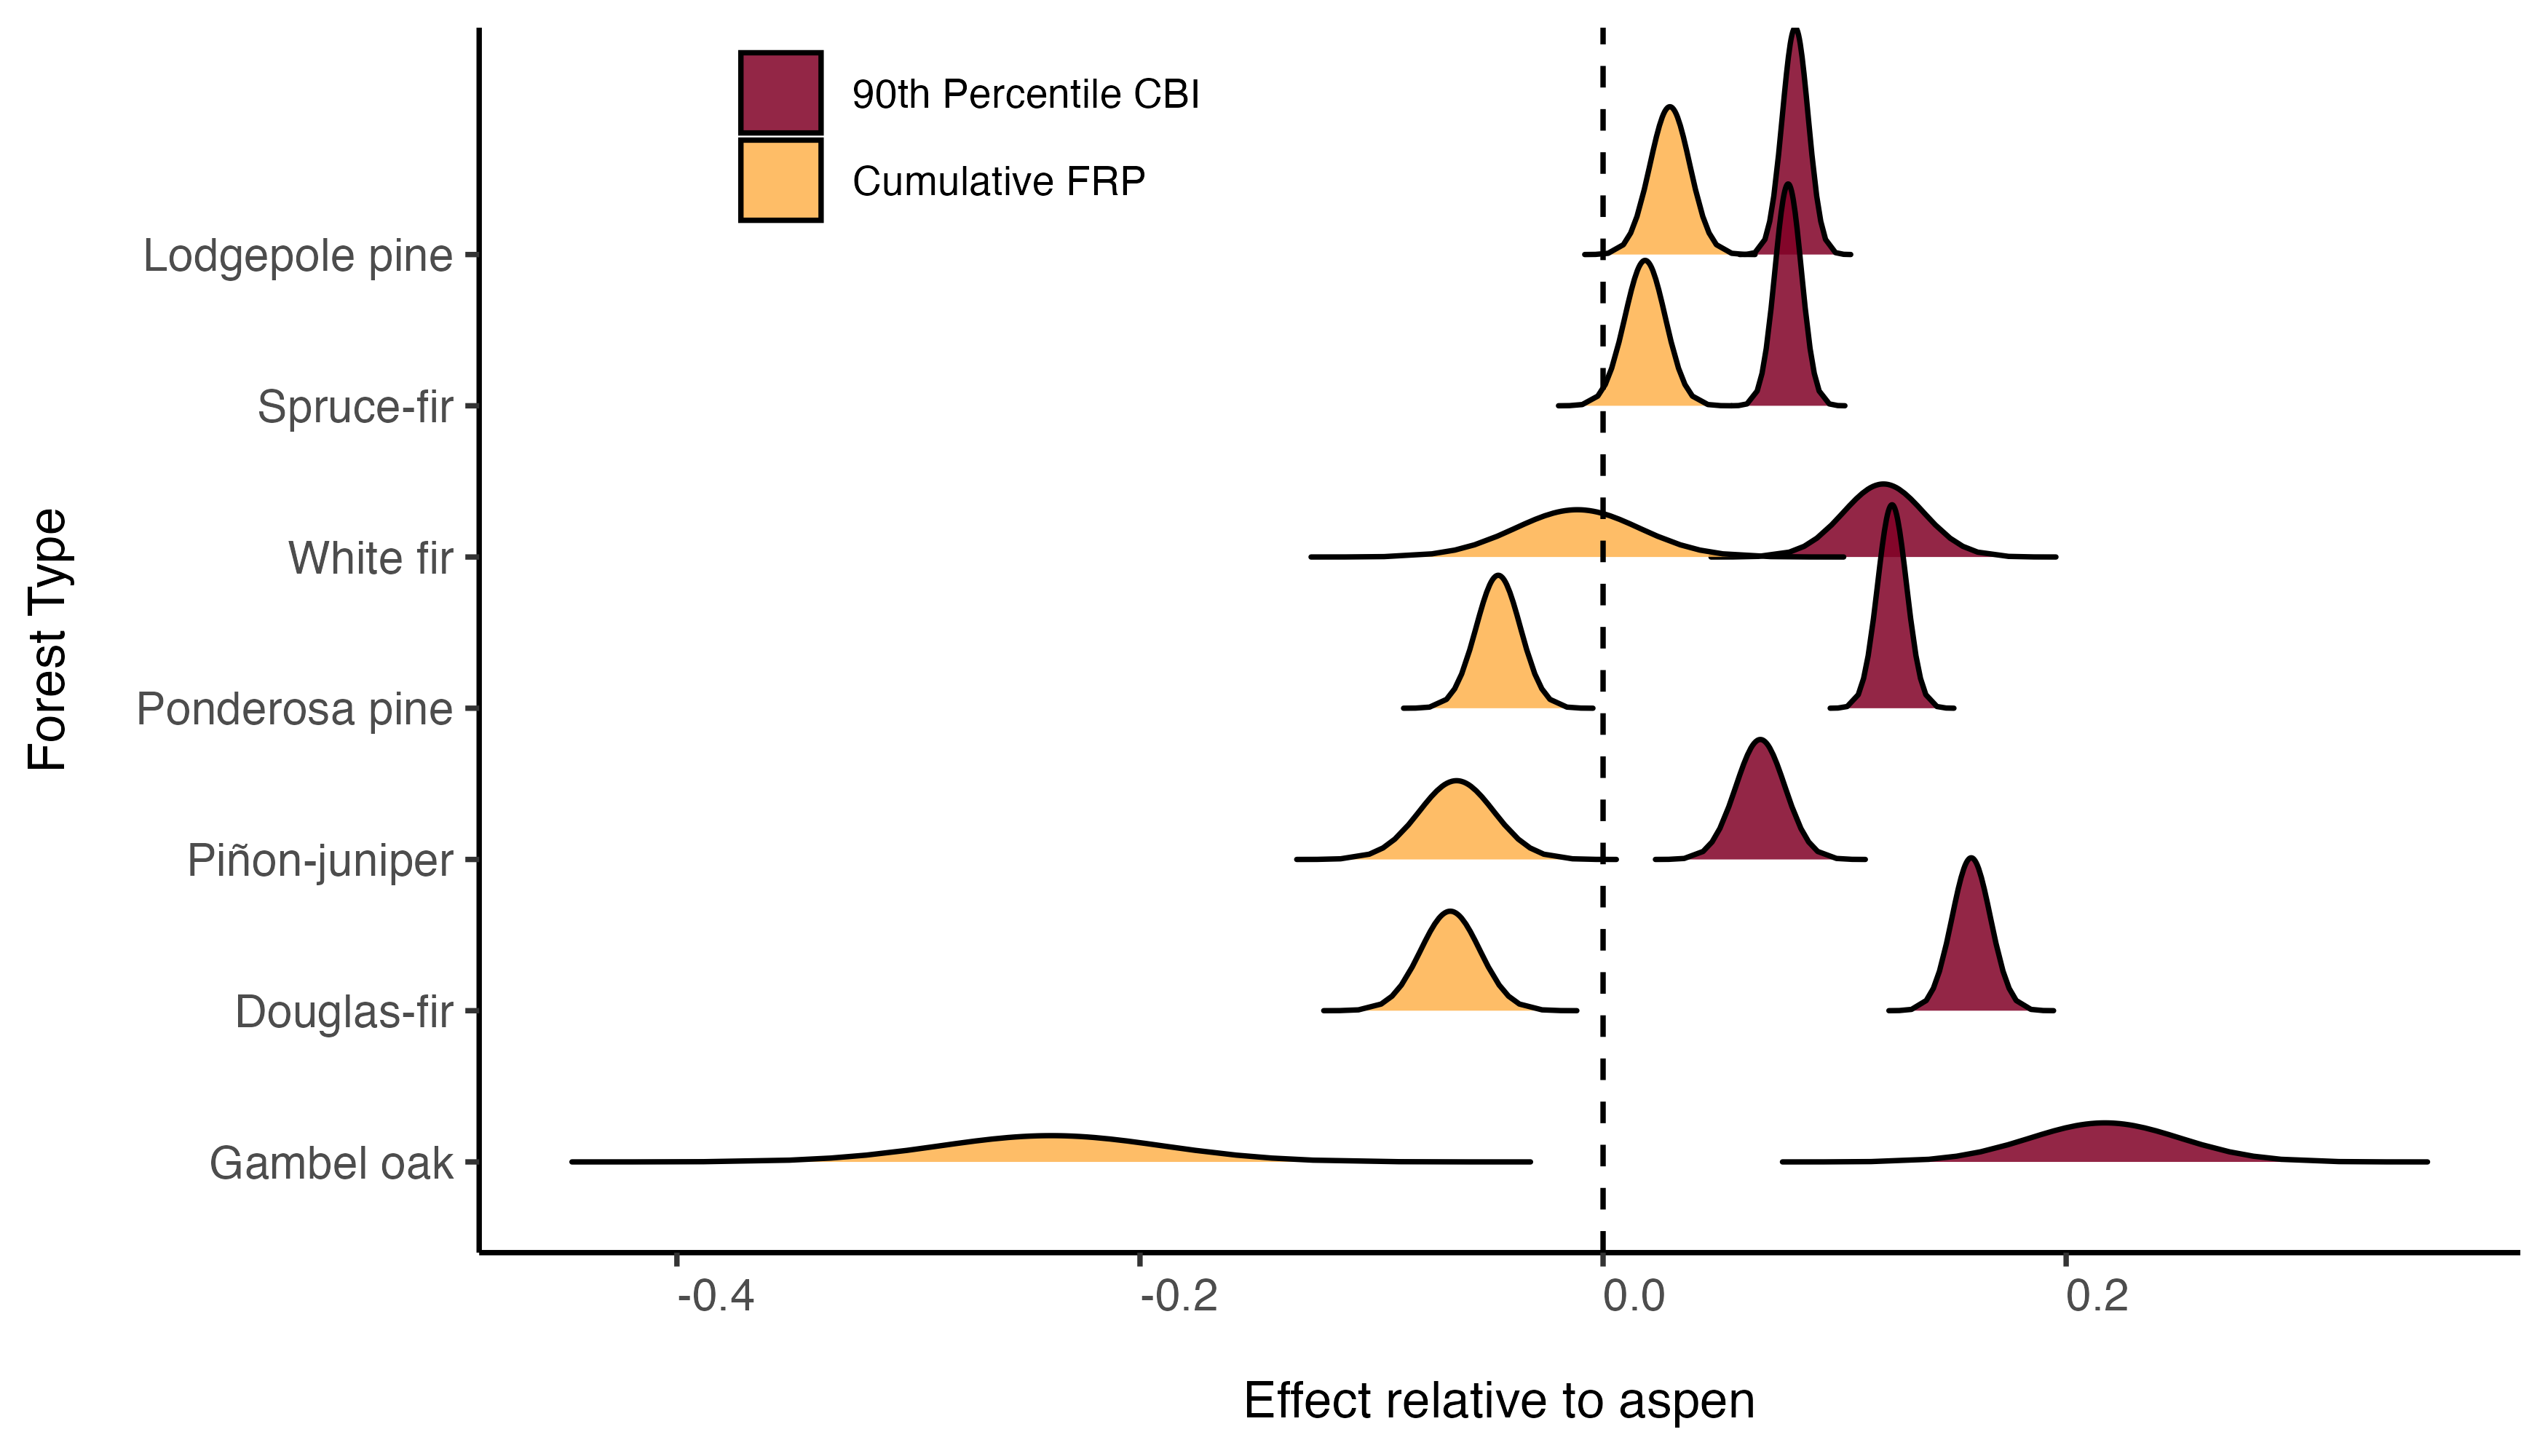 90th Percentile CBI
Cumulative FRP
Forest Type
Lodgepole pine
Spruce-fir
White fir
Ponderosa pine
Piñon-juniper
Douglas-fir
Gambel oak
-0.4
-0.2
0.0
0.2
Effect relative to aspen